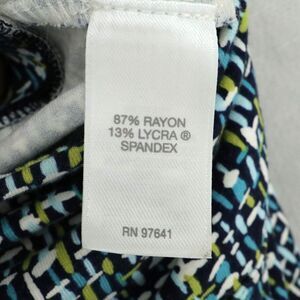 87% RAYON
13% LYCRA ®
SPANDEX
RN 97641